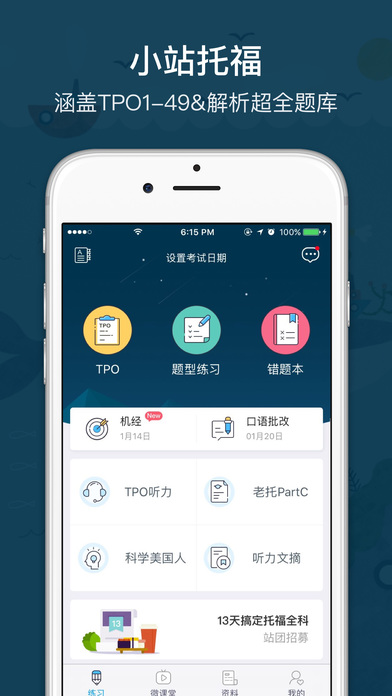 小站托福
涵盖TPO1-49&解析超全题库
6:15 PM
100%
设置考试日期
A
TPO
TPO
题型练习
错题本
机经
New
1月14日
口语批改
01月20日
TPO听力
老托PartC
科学美国人
听力文摘
13
13天搞定托福全科
站团招募
练习
微课堂
资料
我的